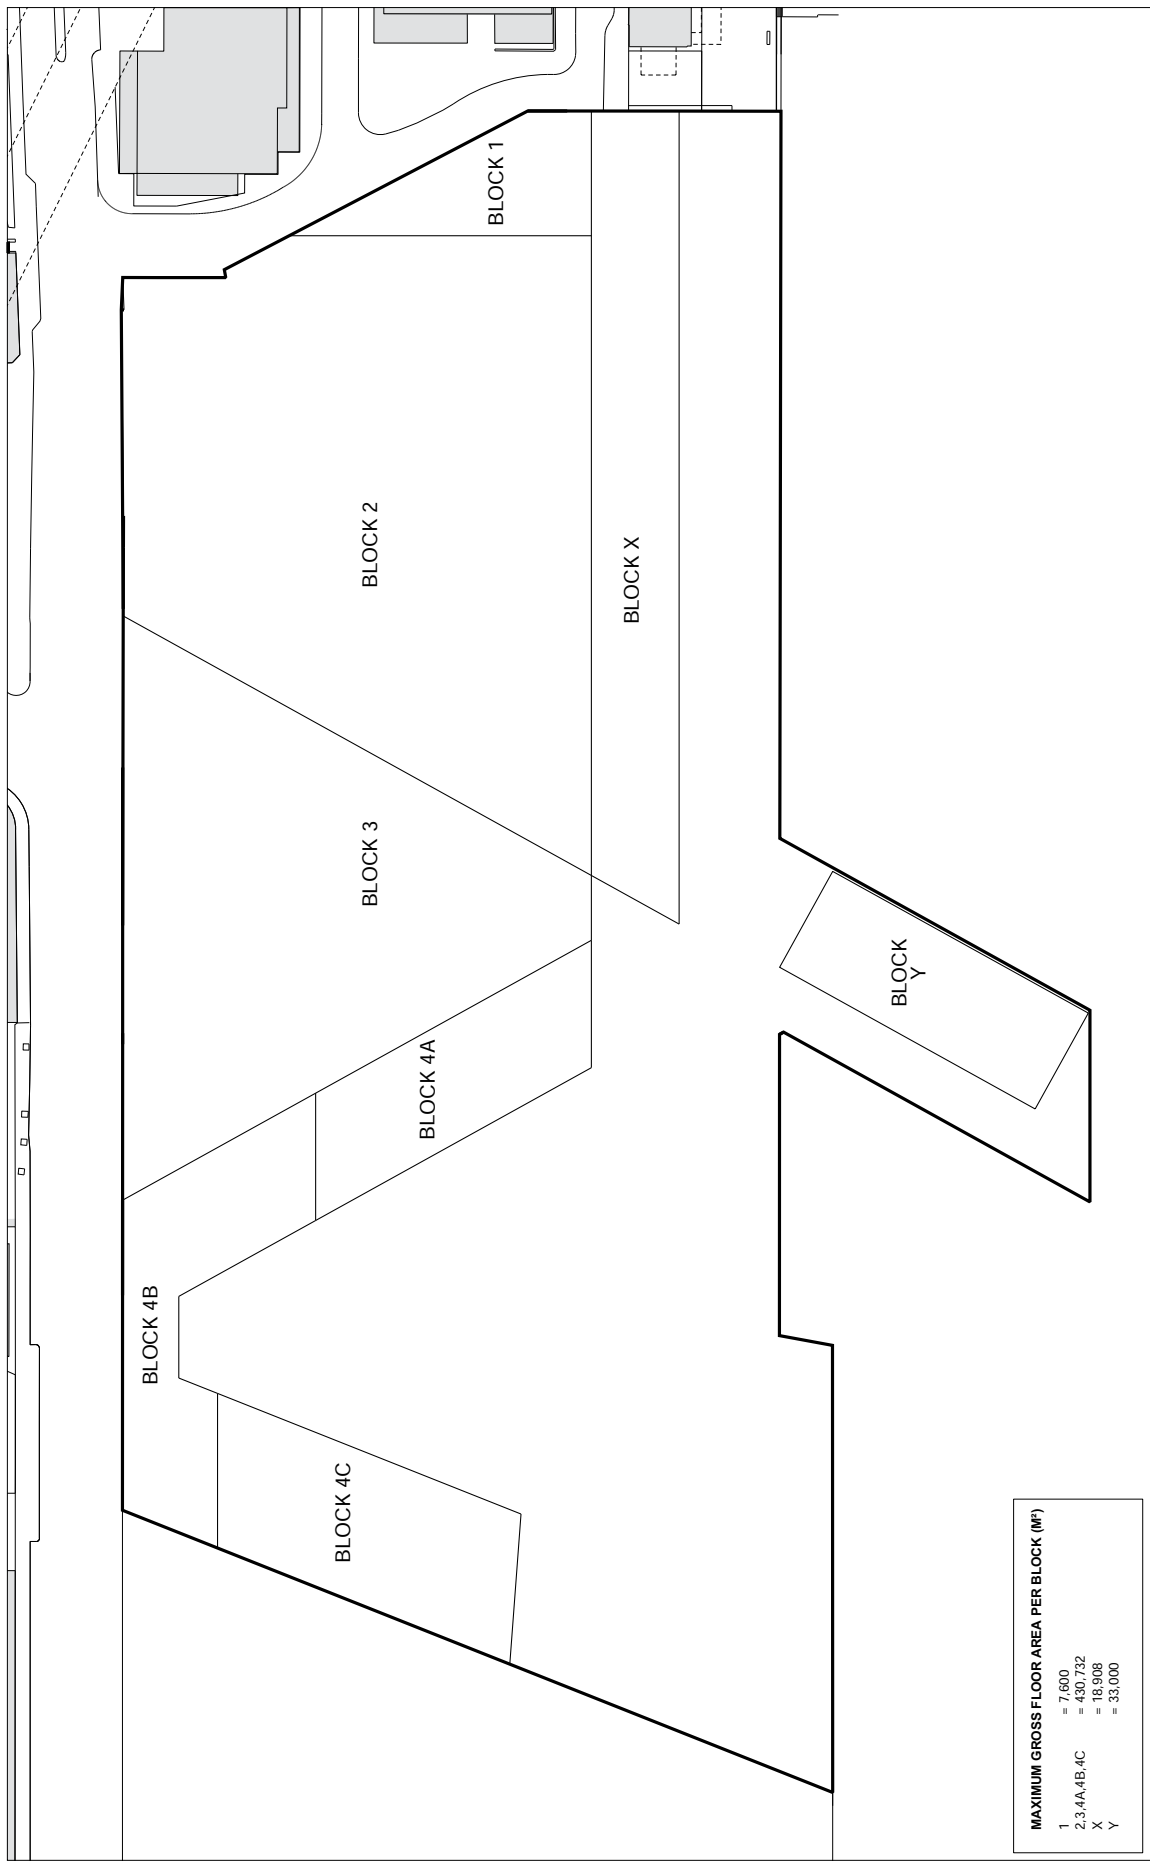 BLOCK 1
BLOCK 2
BLOCK X
BLOCK 3
BLOCK
Y
BLOCK 4A
BLOCK 4B
BLOCK 4C
MAXIMUM GROSS FLOOR AREA PER BLOCK (M²)
1 = 7,600
2,3,4A,4B,4C = 430,732
X = 18,908
Y = 33,000